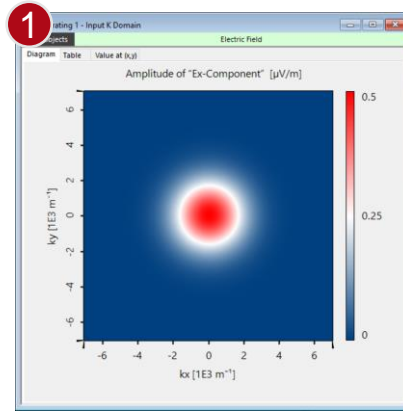 1
rating 1 - Input K Domain
jects
Electric Field
Diagram Table Value at (x,y)
Amplitude of "Ex-Component" [μV/m]
6
4
2
0
-2
-4
-6
ky [1E3 m⁻¹]
-6 -4 -2 0 2 4 6
kx [1E3 m⁻¹]
0.5
0.25
0